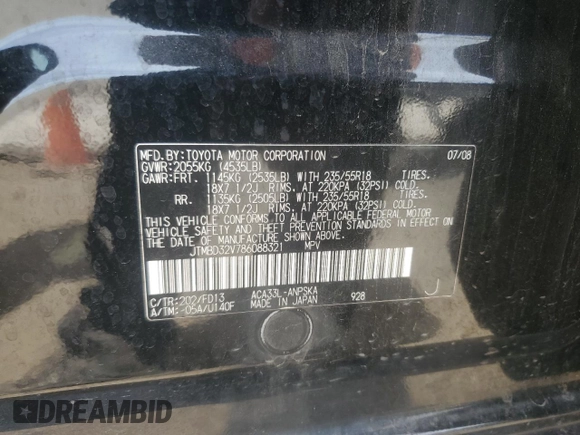 MFD.BY:TOYOTA MOTOR CORPORATION 07/08
GVWR:2055KG (4535LB)
GAWR:FRT. 1145KG (2535LB) WITH 235/55R18 TIRES.
18X7 1/2J RIMS. AT 220KPA (32PSI) COLD.
RR. 1135KG (2505LB) WITH 235/55R18 TIRES.
18X7 1/2J RIMS. AT 220KPA (32PSI) COLD.
THIS VEHICLE CONFORMS TO ALL APPLICABLE FEDERAL MOTOR
VEHICLE SAFETY AND THEFT PREVENTION STANDARDS IN EFFECT ON
THE DATE OF MANUFACTURE SHOWN ABOVE.
JTMBD32V786088321 MPV
C/TR:202/FD13 ACA33L-ANPSKA 928
A/TM:-05A/U140F MADE IN JAPAN
J
DREAMBID